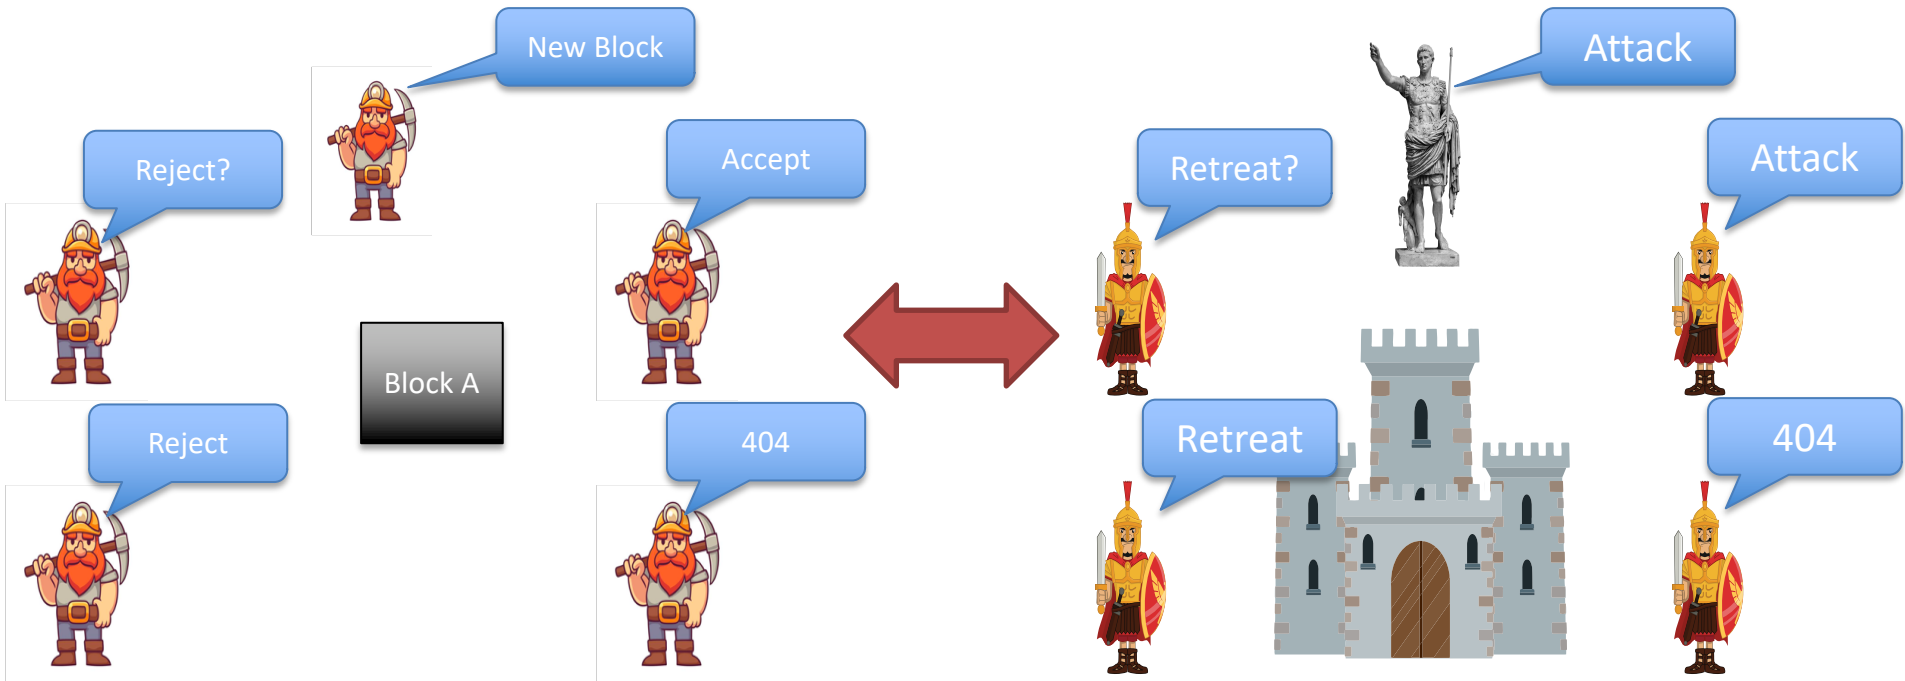 New Block
Reject?
Accept
Block A
Reject
404
Attack
Retreat?
Attack
Retreat
404